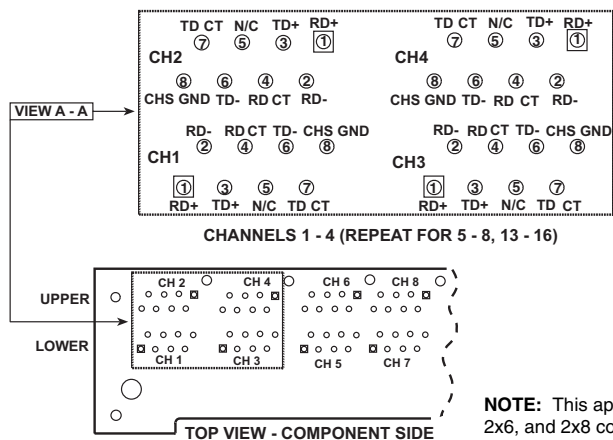 TD CT N/C TD+ RD+ TD CT N/C TD+ RD+
7 5 3 1 7 5 3 1
CH2 CH4
8 6 4 2 8 6 4 2
CHS GND TD- RD CT RD- CHS GND TD- RD CT RD-
VIEW A - A
RD- RD CT TD- CHS GND RD- RD CT TD- CHS GND
2 4 6 8 2 4 6 8
CH1 CH3
1 3 5 7 1 3 5 7
RD+ TD+ N/C TD CT RD+ TD+ N/C TD CT
CHANNELS 1 - 4 (REPEAT FOR 5 - 8, 13 - 16)
CH 2 CH 4 CH 6 CH 8
UPPER
LOWER
CH 1 CH 3 CH 5 CH 7
NOTE: This ap
2x6, and 2x8 co
TOP VIEW - COMPONENT SIDE